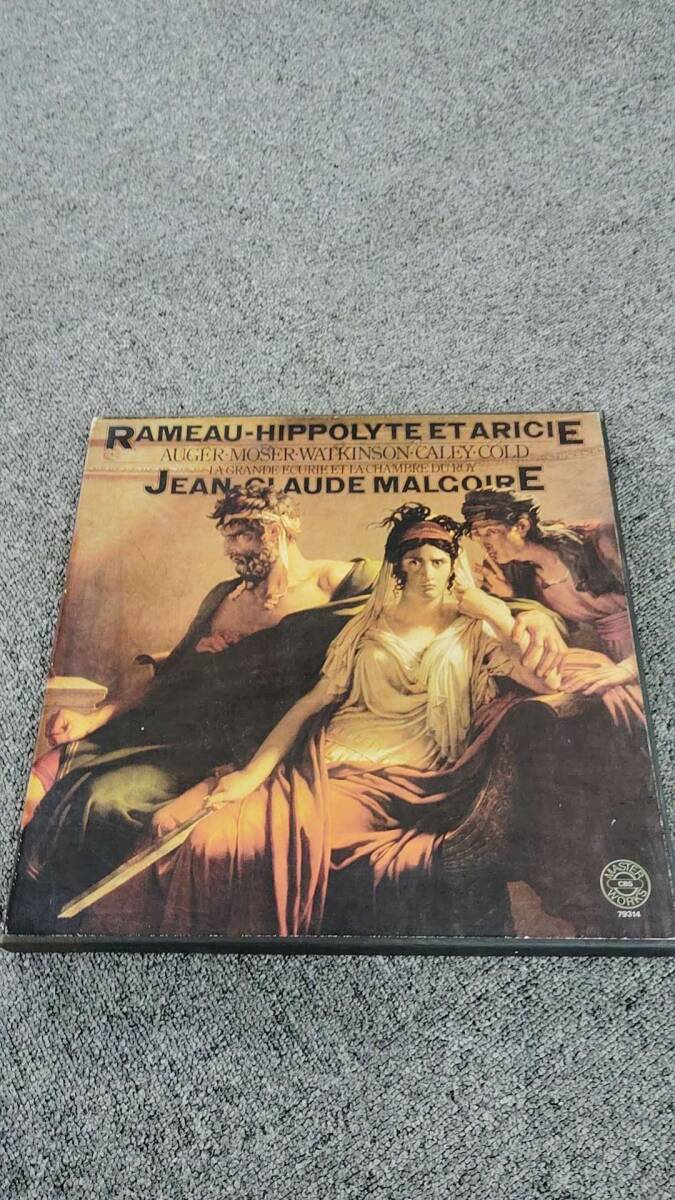 RAMEAU-HIPPOLYTE ET ARICIE
AUGER·MOSER·WATKINSON·CALEY·COLD
LA GRANDE ECURIE ET LA CHAMBRE DU ROY
JEAN-CLAUDE MALGOIRE
MASTER
CBS
WORKS
79314